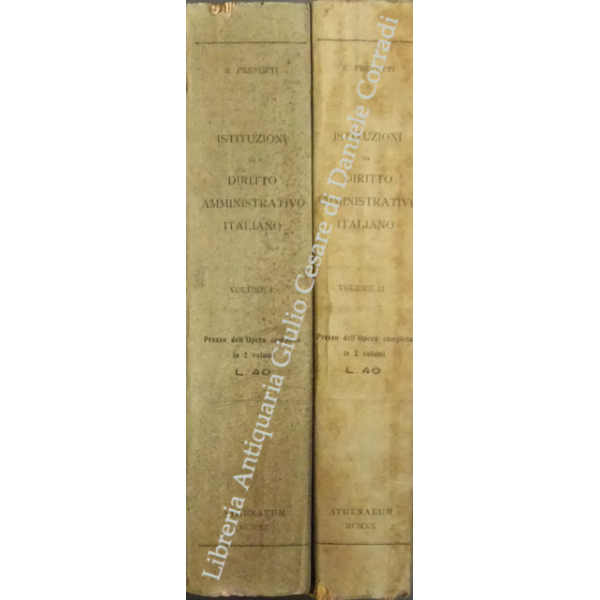 E. PRESUTTI
ISTITUZIONI
DI
DIRITTO
AMMINISTRATIVO
ITALIANO
VOLUME I.
Prezzo dell'Opera completa
in 2 volumi
L. 40
ATHENAEUM
MCMXX
E. PRESUTTI
ISTITUZIONI
DI
DIRITTO
AMMINISTRATIVO
ITALIANO
VOLUME II.
Prezzo dell'Opera completa
in 2 volumi
L. 40
ATHENAEUM
MCMXX
Libreria Antiquaria Giulio Cesare di Daniele Corradi